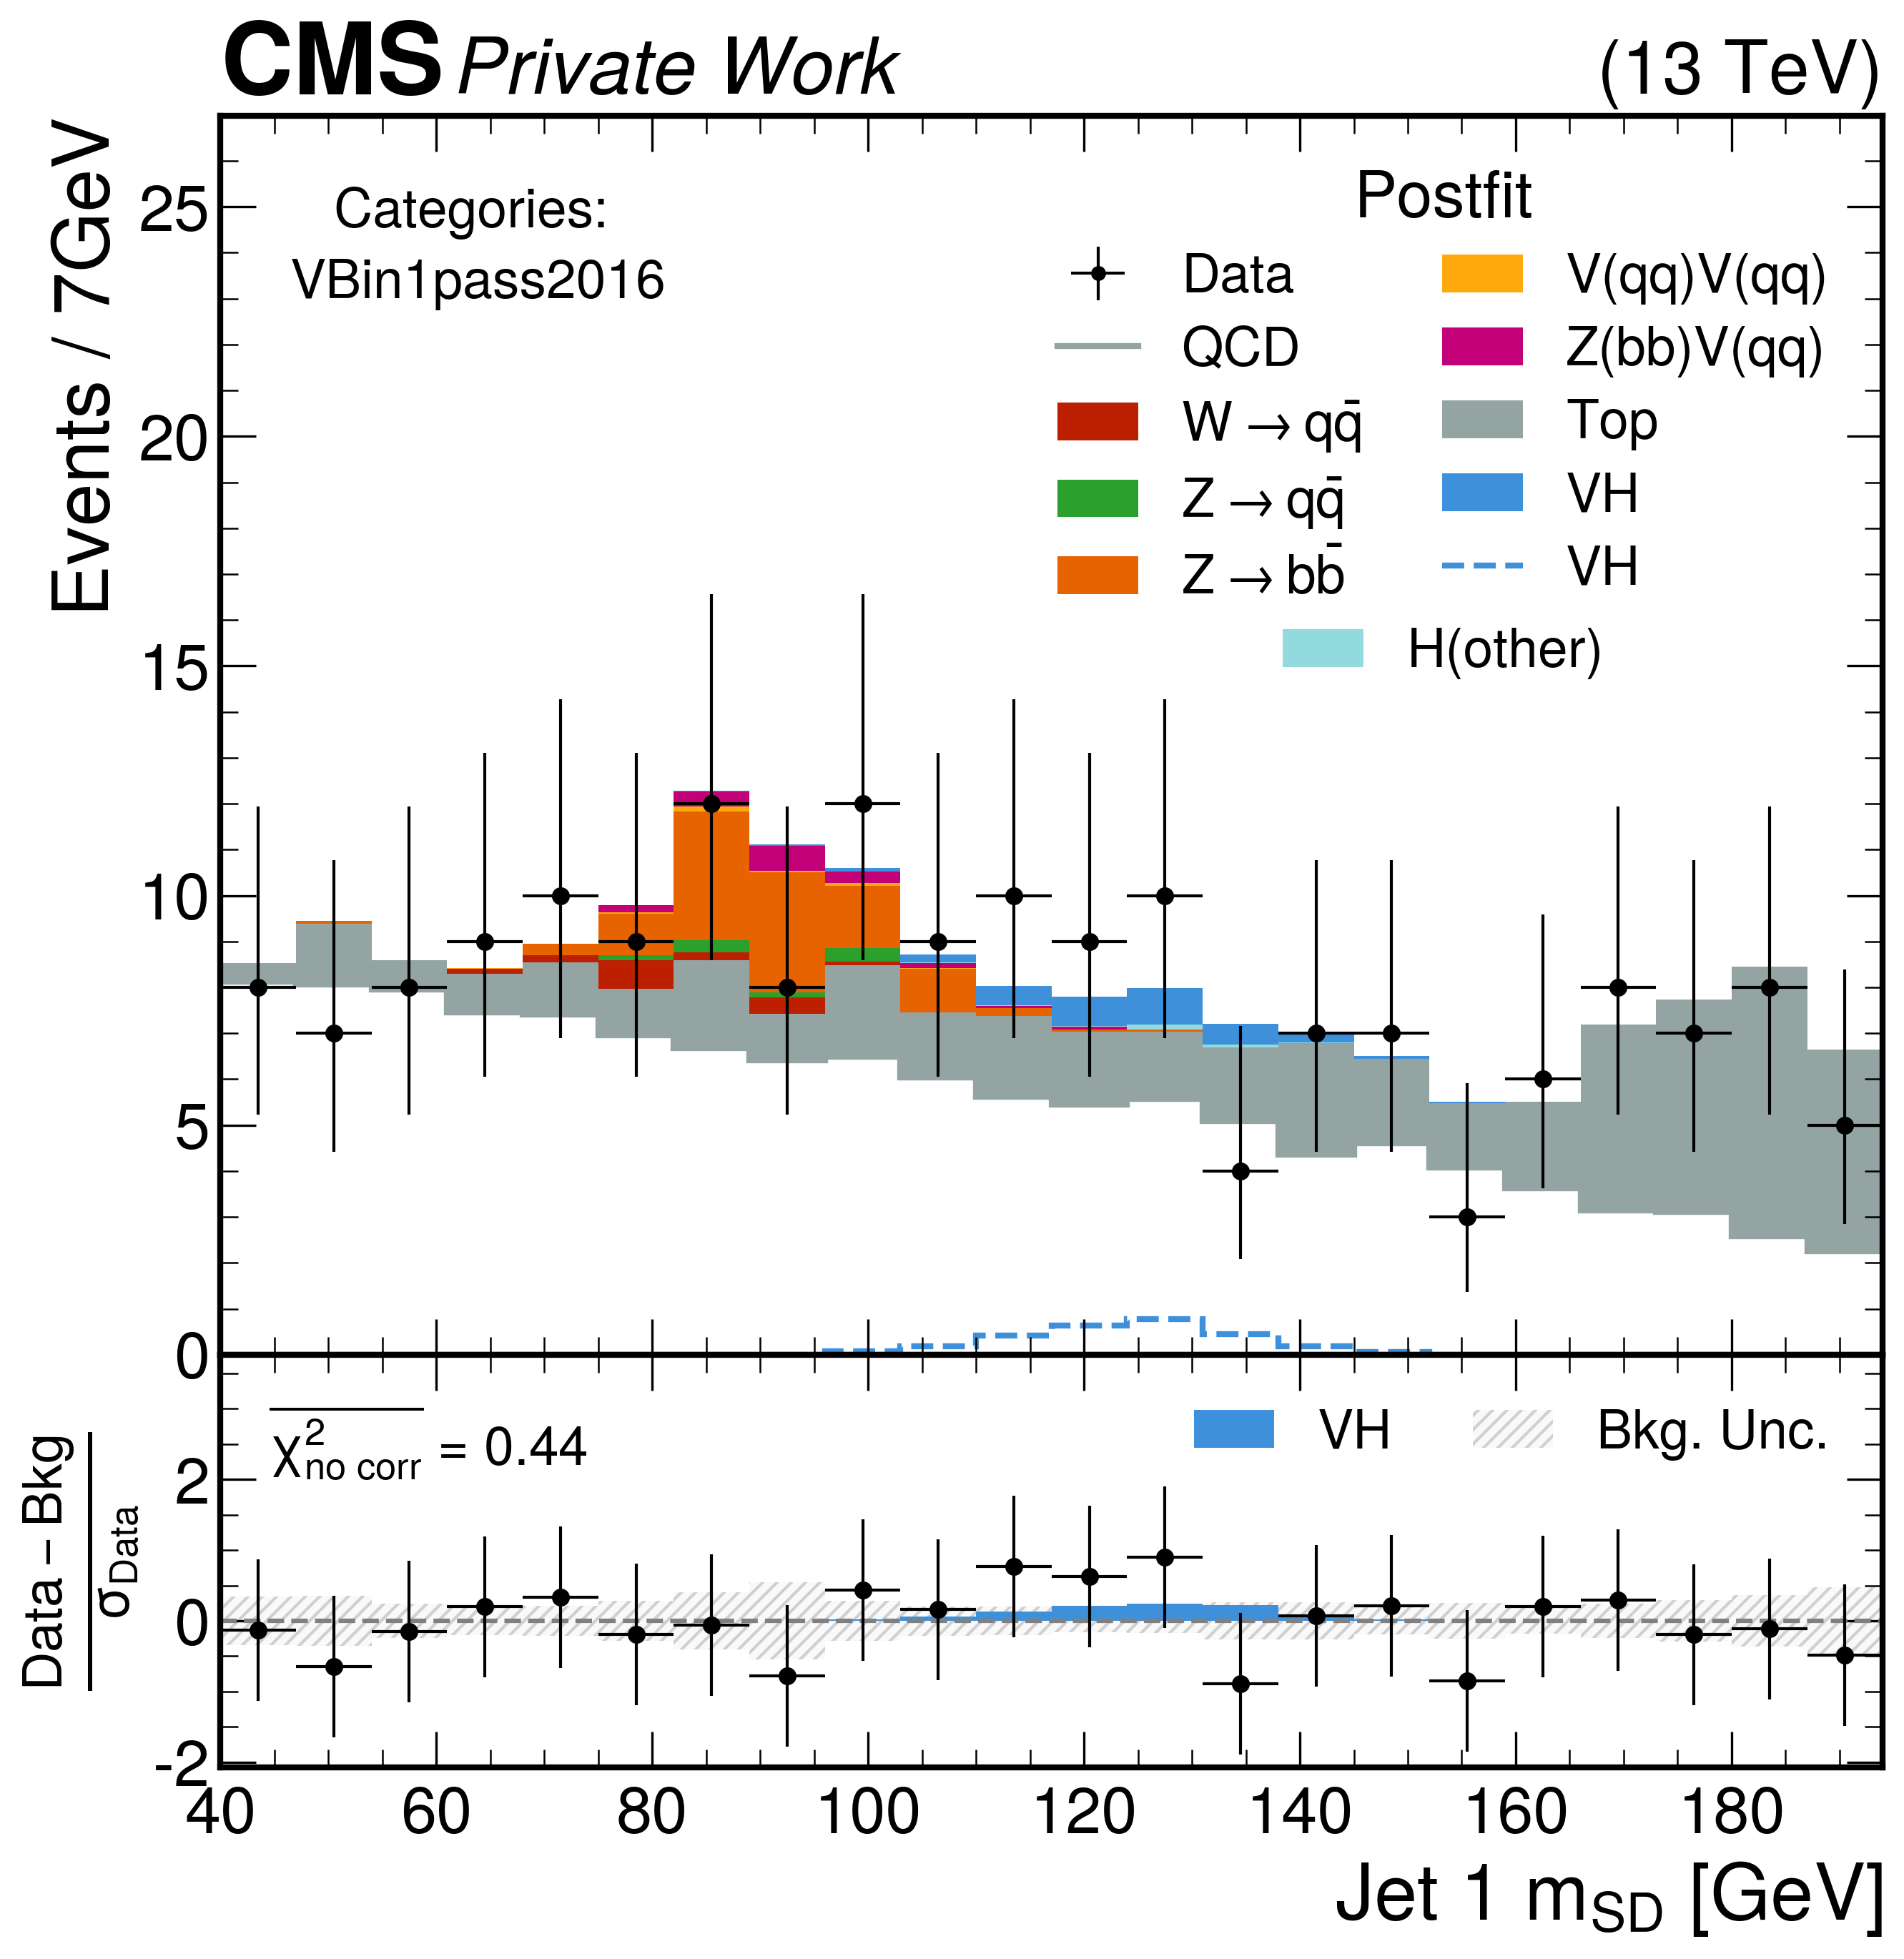 CMS Private Work (13 TeV)
Events / 7GeV
25
20
15
10
5
0
Categories:
VBin1pass2016
Postfit
Data
QCD
W → qq̄
Z → qq̄
Z → bb̄
V(qq)V(qq)
Z(bb)V(qq)
Top
VH
VH
H(other)
Data – Bkg
σData
2
0
-2
χ²no corr = 0.44
VH
Bkg. Unc.
40 60 80 100 120 140 160 180
Jet 1 mSD [GeV]